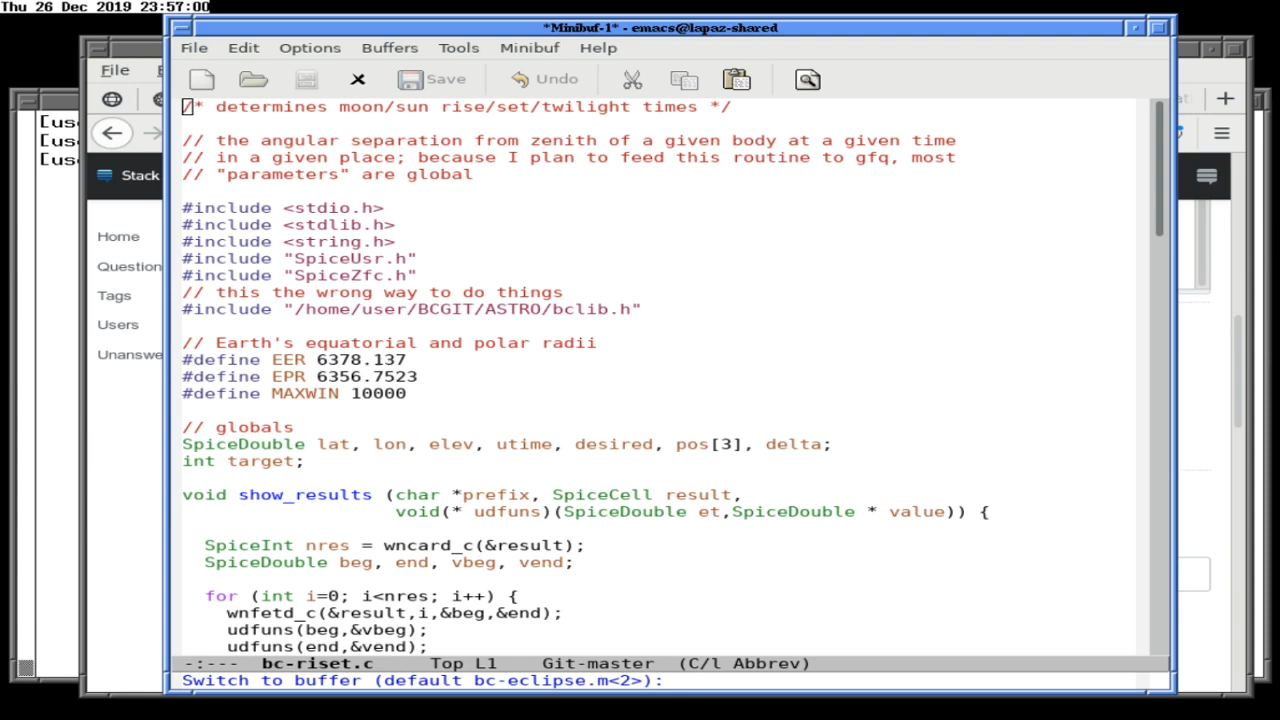 Thu 26 Dec 2019 23:57:00
*Minibuf-1* - emacs@lapaz-shared
File Edit Options Buffers Tools Minibuf Help
Save Undo
/* determines moon/sun rise/set/twilight times */
// the angular separation from zenith of a given body at a given time
// in a given place; because I plan to feed this routine to gfq, most
// "parameters" are global
#include <stdio.h>
#include <stdlib.h>
#include <string.h>
#include "SpiceUsr.h"
#include "SpiceZfc.h"
// this the wrong way to do things
#include "/home/user/BCGIT/ASTRO/bclib.h"
// Earth's equatorial and polar radii
#define EER 6378.137
#define EPR 6356.7523
#define MAXWIN 10000
// globals
SpiceDouble lat, lon, elev, utime, desired, pos[3], delta;
int target;
void show_results (char *prefix, SpiceCell result,
void(* udfuns)(SpiceDouble et,SpiceDouble * value)) {
SpiceInt nres = wncard_c(&result);
SpiceDouble beg, end, vbeg, vend;
for (int i=0; i<nres; i++) {
wnfetd_c(&result,i,&beg,&end);
udfuns(beg,&vbeg);
udfuns(end,&vend);
-:--- bc-riset.c Top L1 Git-master (C/l Abbrev)
Switch to buffer (default bc-eclipse.m<2>):
File
[us
[us
[us
Stack
Home
Question
Tags
Users
Unanswe